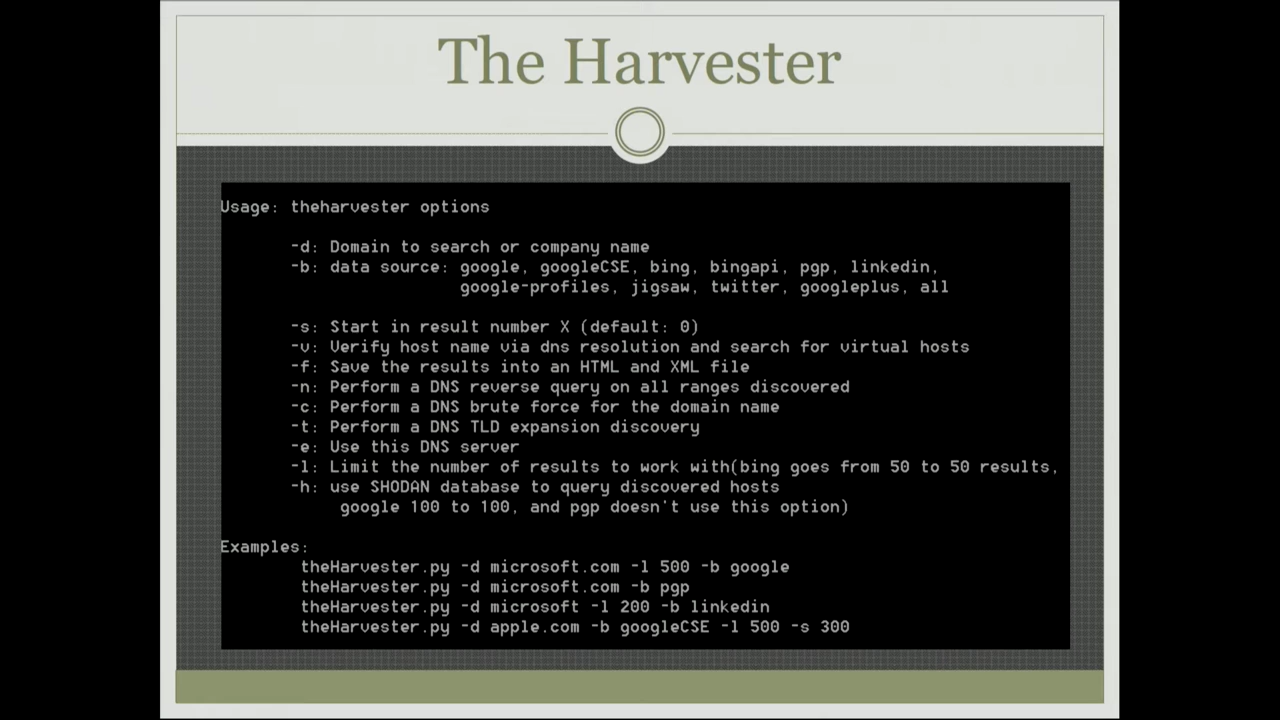 The Harvester
Usage: theharvester options
-d: Domain to search or company name
-b: data source: google, googleCSE, bing, bingapi, pgp, linkedin,
google-profiles, jigsaw, twitter, googleplus, all
-s: Start in result number X (default: 0)
-v: Verify host name via dns resolution and search for virtual hosts
-f: Save the results into an HTML and XML file
-n: Perform a DNS reverse query on all ranges discovered
-c: Perform a DNS brute force for the domain name
-t: Perform a DNS TLD expansion discovery
-e: Use this DNS server
-l: Limit the number of results to work with(bing goes from 50 to 50 results,
-h: use SHODAN database to query discovered hosts
google 100 to 100, and pgp doesn't use this option)
Examples:
theHarvester.py -d microsoft.com -l 500 -b google
theHarvester.py -d microsoft.com -b pgp
theHarvester.py -d microsoft -l 200 -b linkedin
theHarvester.py -d apple.com -b googleCSE -l 500 -s 300